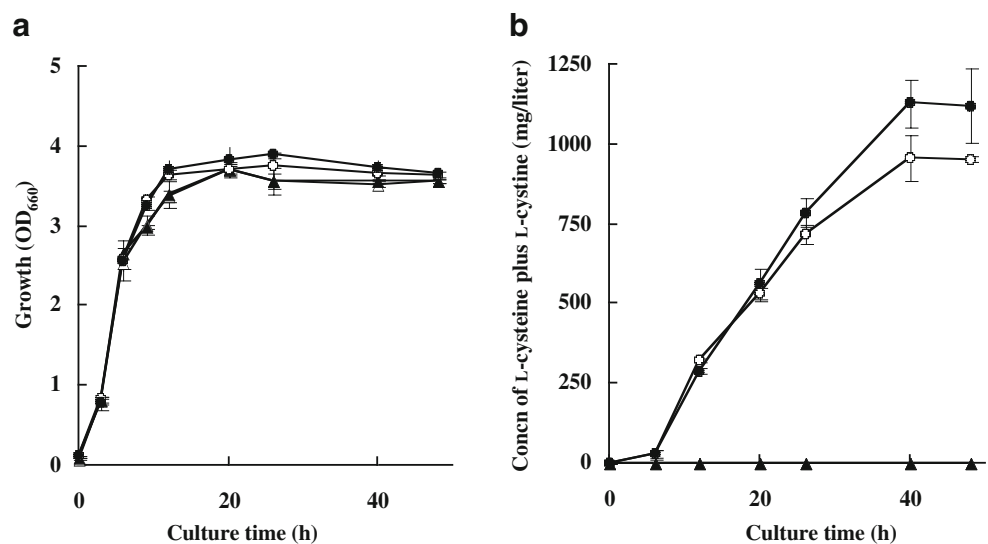 a
5
4
3
2
1
0
Growth (OD660)
0 20 40
Culture time (h)
b
1250
1000
750
500
250
0
Concn of L-cysteine plus L-cystine (mg/liter)
0 20 40
Culture time (h)